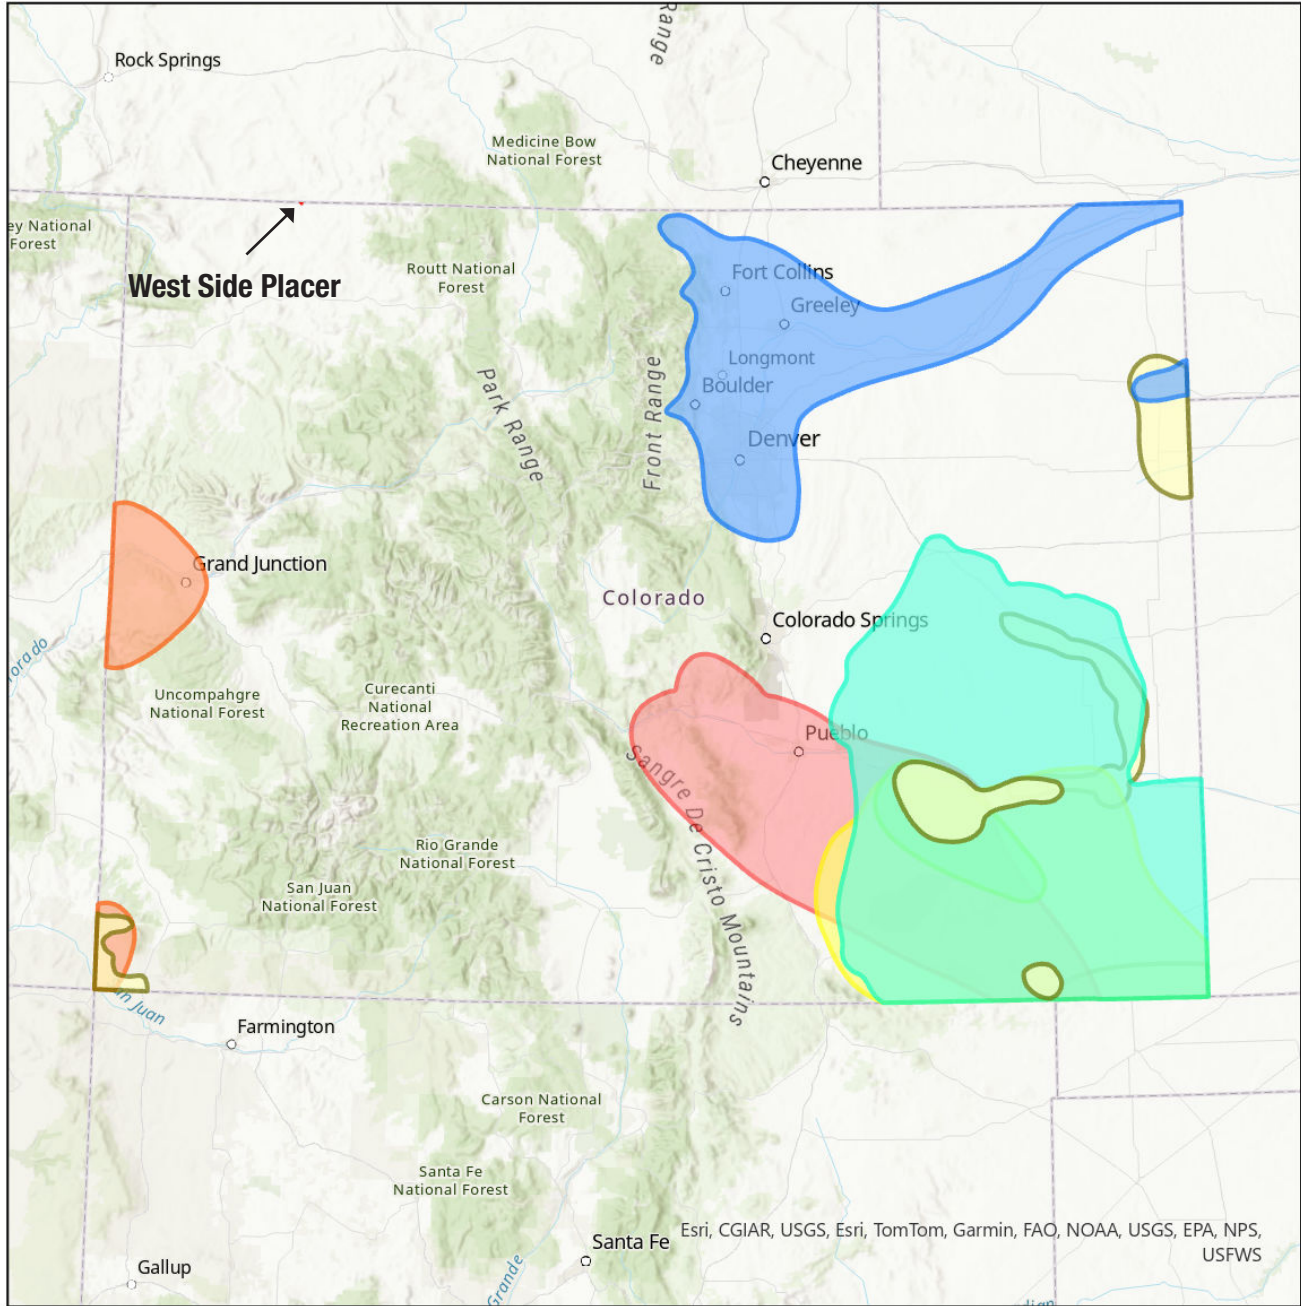 Range
Rock Springs
Medicine Bow
National Forest
Cheyenne
ey National
Forest
West Side Placer
Routt National
Forest
Fort Collins
Greeley
Longmont
Boulder
Park Range
Front Range
Denver
Grand Junction
Colorado
Colorado Springs
orado
Uncompahgre
National Forest
Curecanti
National
Recreation Area
Pueblo
Sangre De Cristo Mountains
Rio Grande
National Forest
San Juan
National Forest
n Juan
Farmington
Carson National
Forest
Santa Fe
National Forest
Esri, CGIAR, USGS, Esri, TomTom, Garmin, FAO, NOAA, USGS, EPA, NPS,
USFWS
Santa Fe
Gallup
Grande